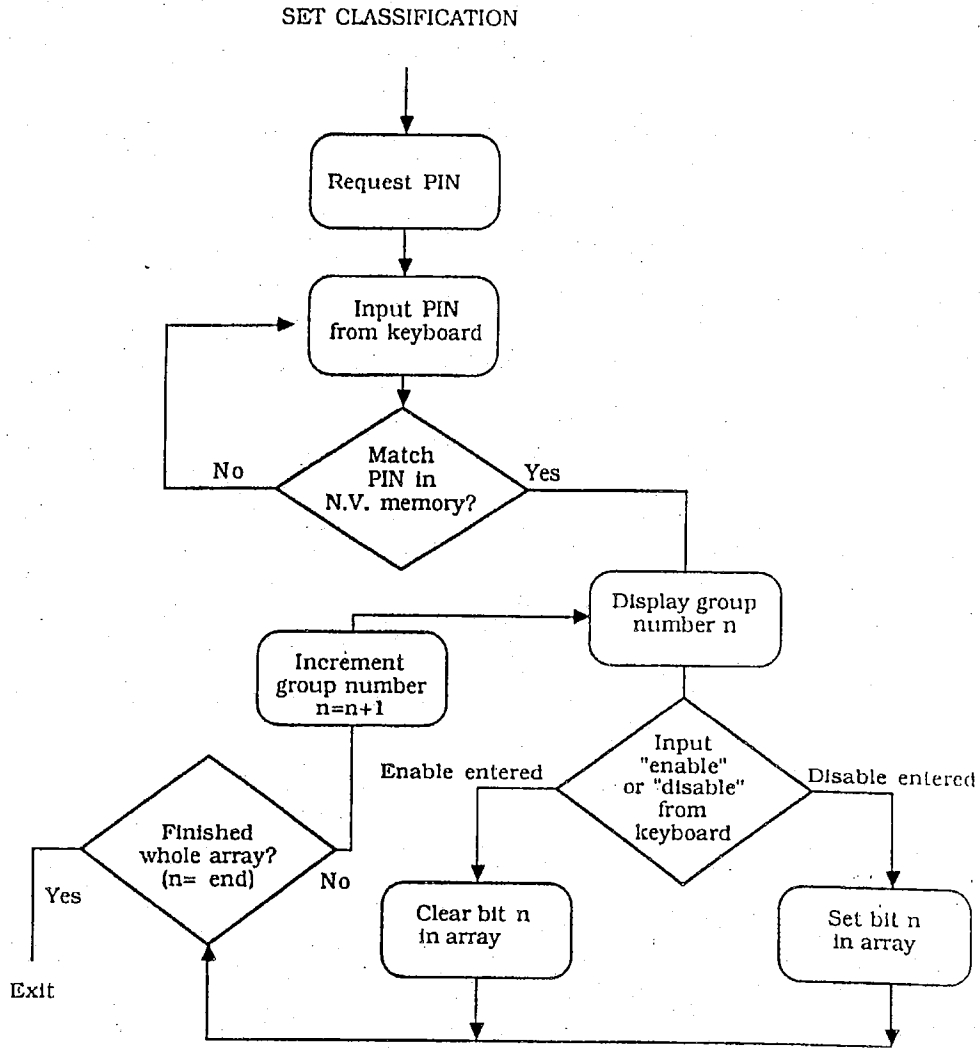 SET CLASSIFICATION
Request PIN
Input PIN
from keyboard
Match
PIN in
N.V. memory?
No
Yes
Display group
number n
Increment
group number
n=n+1
Input
"enable"
or "disable"
from
keyboard
Enable entered
Disable entered
Finished
whole array?
(n= end)
Yes
No
Clear bit n
in array
Set bit n
in array
Exit